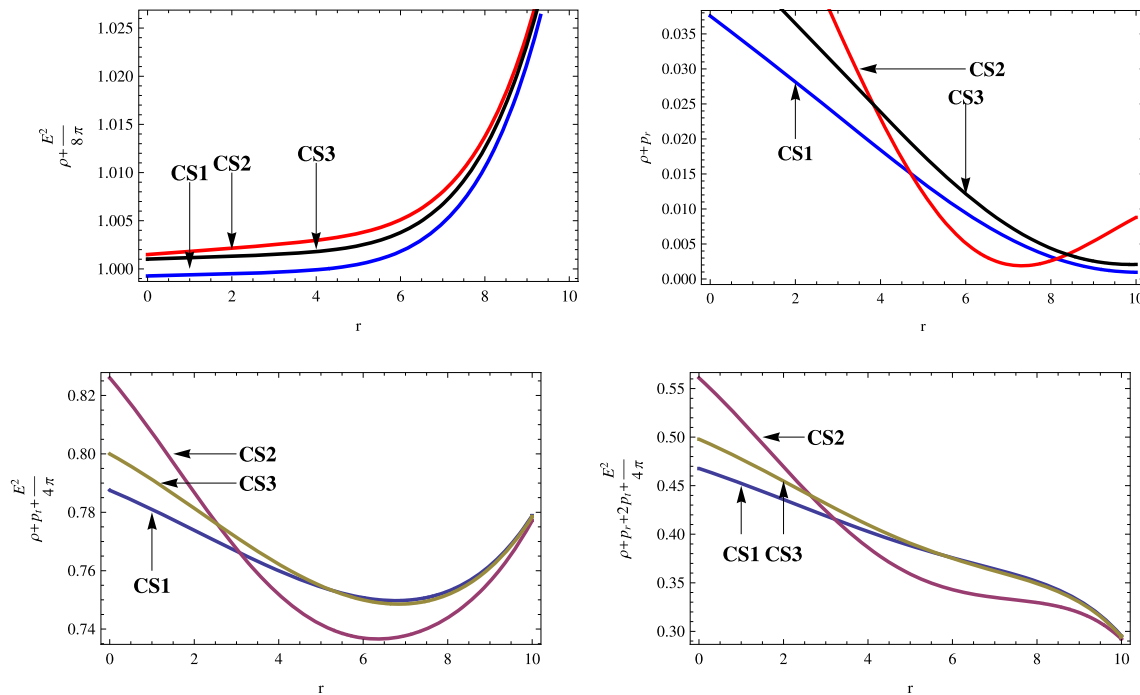 1.025
1.020
1.015
1.010
1.005
1.000
ρ+E²/8π
CS1
CS2
CS3
0 2 4 6 8 10
r
0.035
0.030
0.025
0.020
0.015
0.010
0.005
0.000
ρ+pᵣ
CS2
CS3
CS1
0 2 4 6 8 10
r
0.82
0.80
0.78
0.76
0.74
ρ+pₜ+E²/4π
CS2
CS3
CS1
0 2 4 6 8 10
r
0.55
0.50
0.45
0.40
0.35
0.30
ρ+pᵣ+2pₜ+E²/4π
CS2
CS1 CS3
0 2 4 6 8 10
r